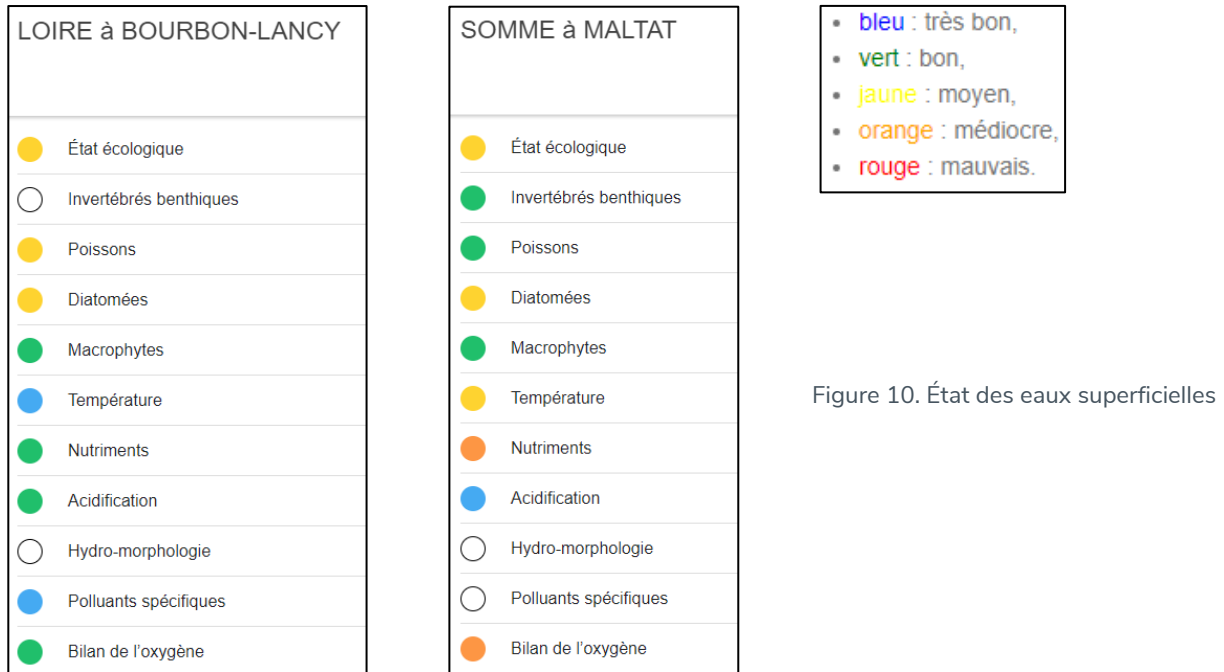 LOIRE à BOURBON-LANCY
État écologique
Invertébrés benthiques
Poissons
Diatomées
Macrophytes
Température
Nutriments
Acidification
Hydro-morphologie
Polluants spécifiques
Bilan de l'oxygène
SOMME à MALTAT
État écologique
Invertébrés benthiques
Poissons
Diatomées
Macrophytes
Température
Nutriments
Acidification
Hydro-morphologie
Polluants spécifiques
Bilan de l'oxygène
• bleu : très bon,
• vert : bon,
• jaune : moyen,
• orange : médiocre,
• rouge : mauvais.
Figure 10. État des eaux superficielles